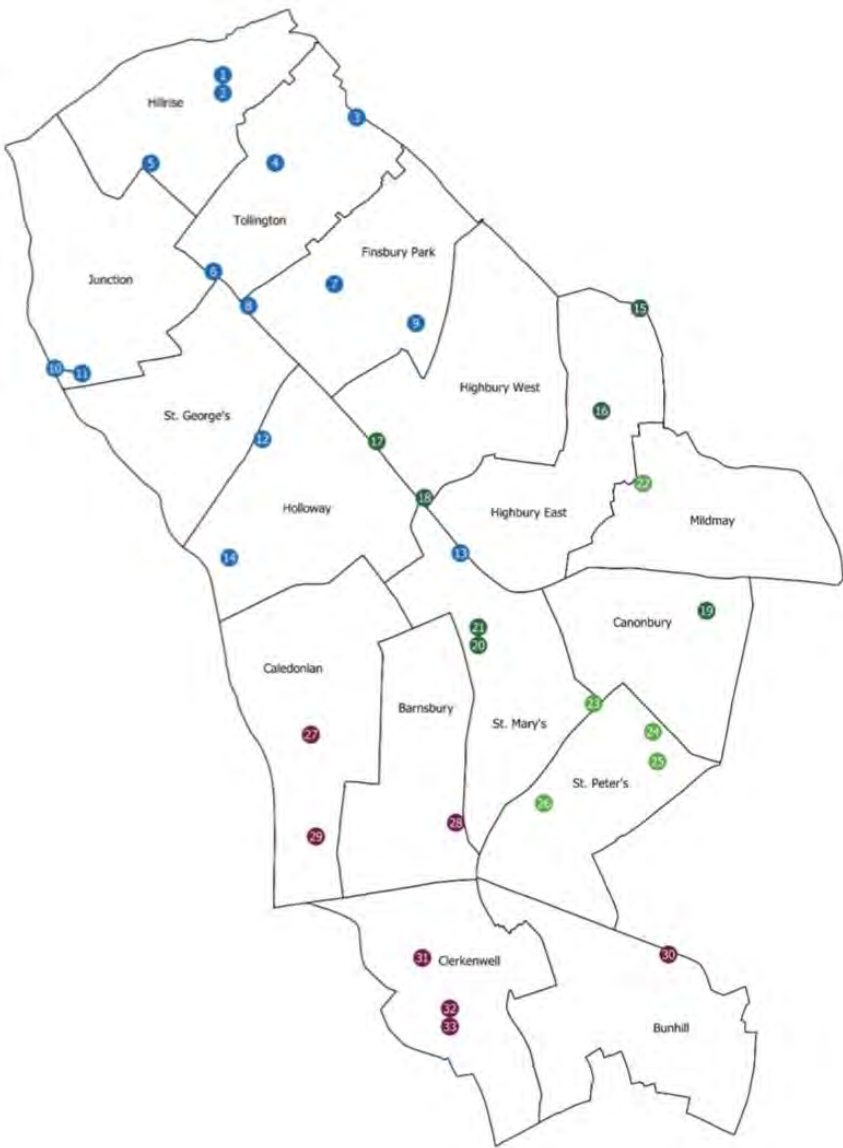 1
Hillrise
2
3
5
4
Tollington
Finsbury Park
6
Junction
7
8
15
9
10
11
Highbury West
St. George's
16
12
17
22
18
Holloway
Highbury East
Mildmay
13
14
19
21
Canonbury
20
Caledonian
23
Barnsbury
St. Mary's
24
27
25
St. Peter's
26
28
29
30
31
Clerkenwell
32
33
Bunhill